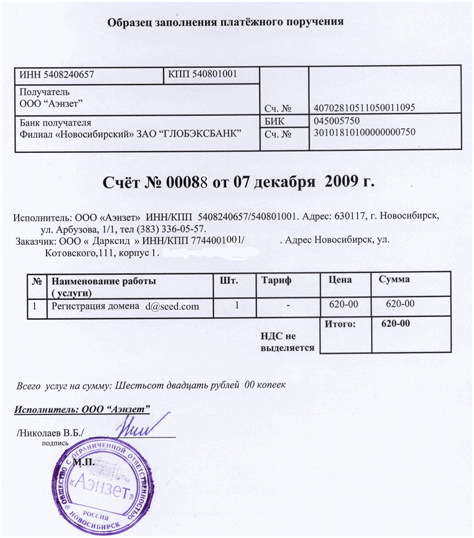 Образец заполнения платёжного поручения
ИНН 5408240657 КПП 540801001
Получатель
ООО “Аэнзет” Сч. № 40702810511050011095
Банк получателя БИК 045005750
Филиал «Новосибирский» ЗАО “ГЛОБЭКСБАНК” Сч. № 30101810100000000750
Счёт № 00088 от 07 декабря 2009 г.
Исполнитель: ООО «Аэнзет» ИНН/КПП 5408240657/540801001. Адрес: 630117, г. Новосибирск,
ул. Арбузова, 1/1, тел (383) 336-05-57.
Заказчик: ООО « Дарксид » ИНН/КПП 7744001001/ . Адрес Новосибирск, ул.
Котовского,111, корпус 1.
№ Наименование работы Шт. Тариф Цена Сумма
( услуги)
1 Регистрация домена d@seed.com 1 - 620-00 620-00
НДС не Итого: 620-00
выделяется
Всего услуг на сумму: Шестьсот двадцать рублей 00 копеек
Исполнитель: ООО “Аэнзет”
/Николаев В.Б./
подпись
М.П.
ОБЩЕСТВО С ОГРАНИЧЕННОЙ ОТВЕТСТВЕННОСТЬЮ
«Аэнзет»
РОССИЯ
НОВОСИБИРСК